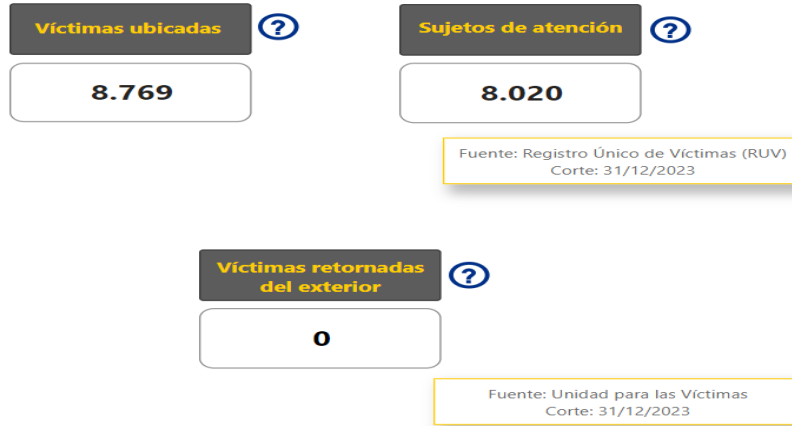 Víctimas ubicadas ?
Sujetos de atención ?
8.769
8.020
Fuente: Registro Único de Víctimas (RUV)
Corte: 31/12/2023
Víctimas retornadas
del exterior ?
0
Fuente: Unidad para las Víctimas
Corte: 31/12/2023